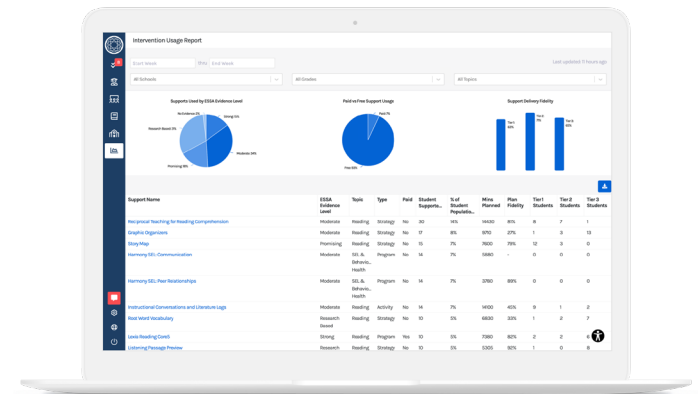 Intervention Usage Report
Start Week to End Week
Last updated 11 hours ago
All Schools All Grades All Topics
Supports Used by ESSA Evidence Level
Paid vs Free Support Usage
Support Delivery Fidelity
Strong
Research Based
Moderate
Promising
Paid
Free
Tier 1
Tier 2
Tier 3
Support Name ESSA Evidence Level Topic Type Paid Student Supports... % of Student Populatio... Mins Planned Plan Fidelity Tier 1 Students Tier 2 Students Tier 3 Students
Reciprocal Teaching for Reading Comprehension Moderate Reading Strategy No 30 14% 14430 81% 9 7 1
Graphic Organizers Moderate Reading Strategy No 17 8% 9710 27% 1 3 13
Story Map Promising Reading Strategy No 15 7% 7800 79% 12 3 0
Harmony SEL: Communication Moderate SEL & Behavio... Health Program No 14 7% 5880 - 0 0 0
Harmony SEL: Peer Relationships Moderate SEL & Behavio... Health Program No 14 7% 3780 89% 0 0 0
Instructional Conversations and Literature Logs Moderate Reading Activity No 14 7% 14100 45% 9 1 2
Root Word Vocabulary Research Based Reading Strategy No 10 5% 6830 33% 1 2 7
Lexia Reading Core5 Strong Reading Program Yes 10 5% 7380 82% 2 2 6
Listening Passage Preview Research Reading Strategy No 10 5% 5305 90% 1 0 8